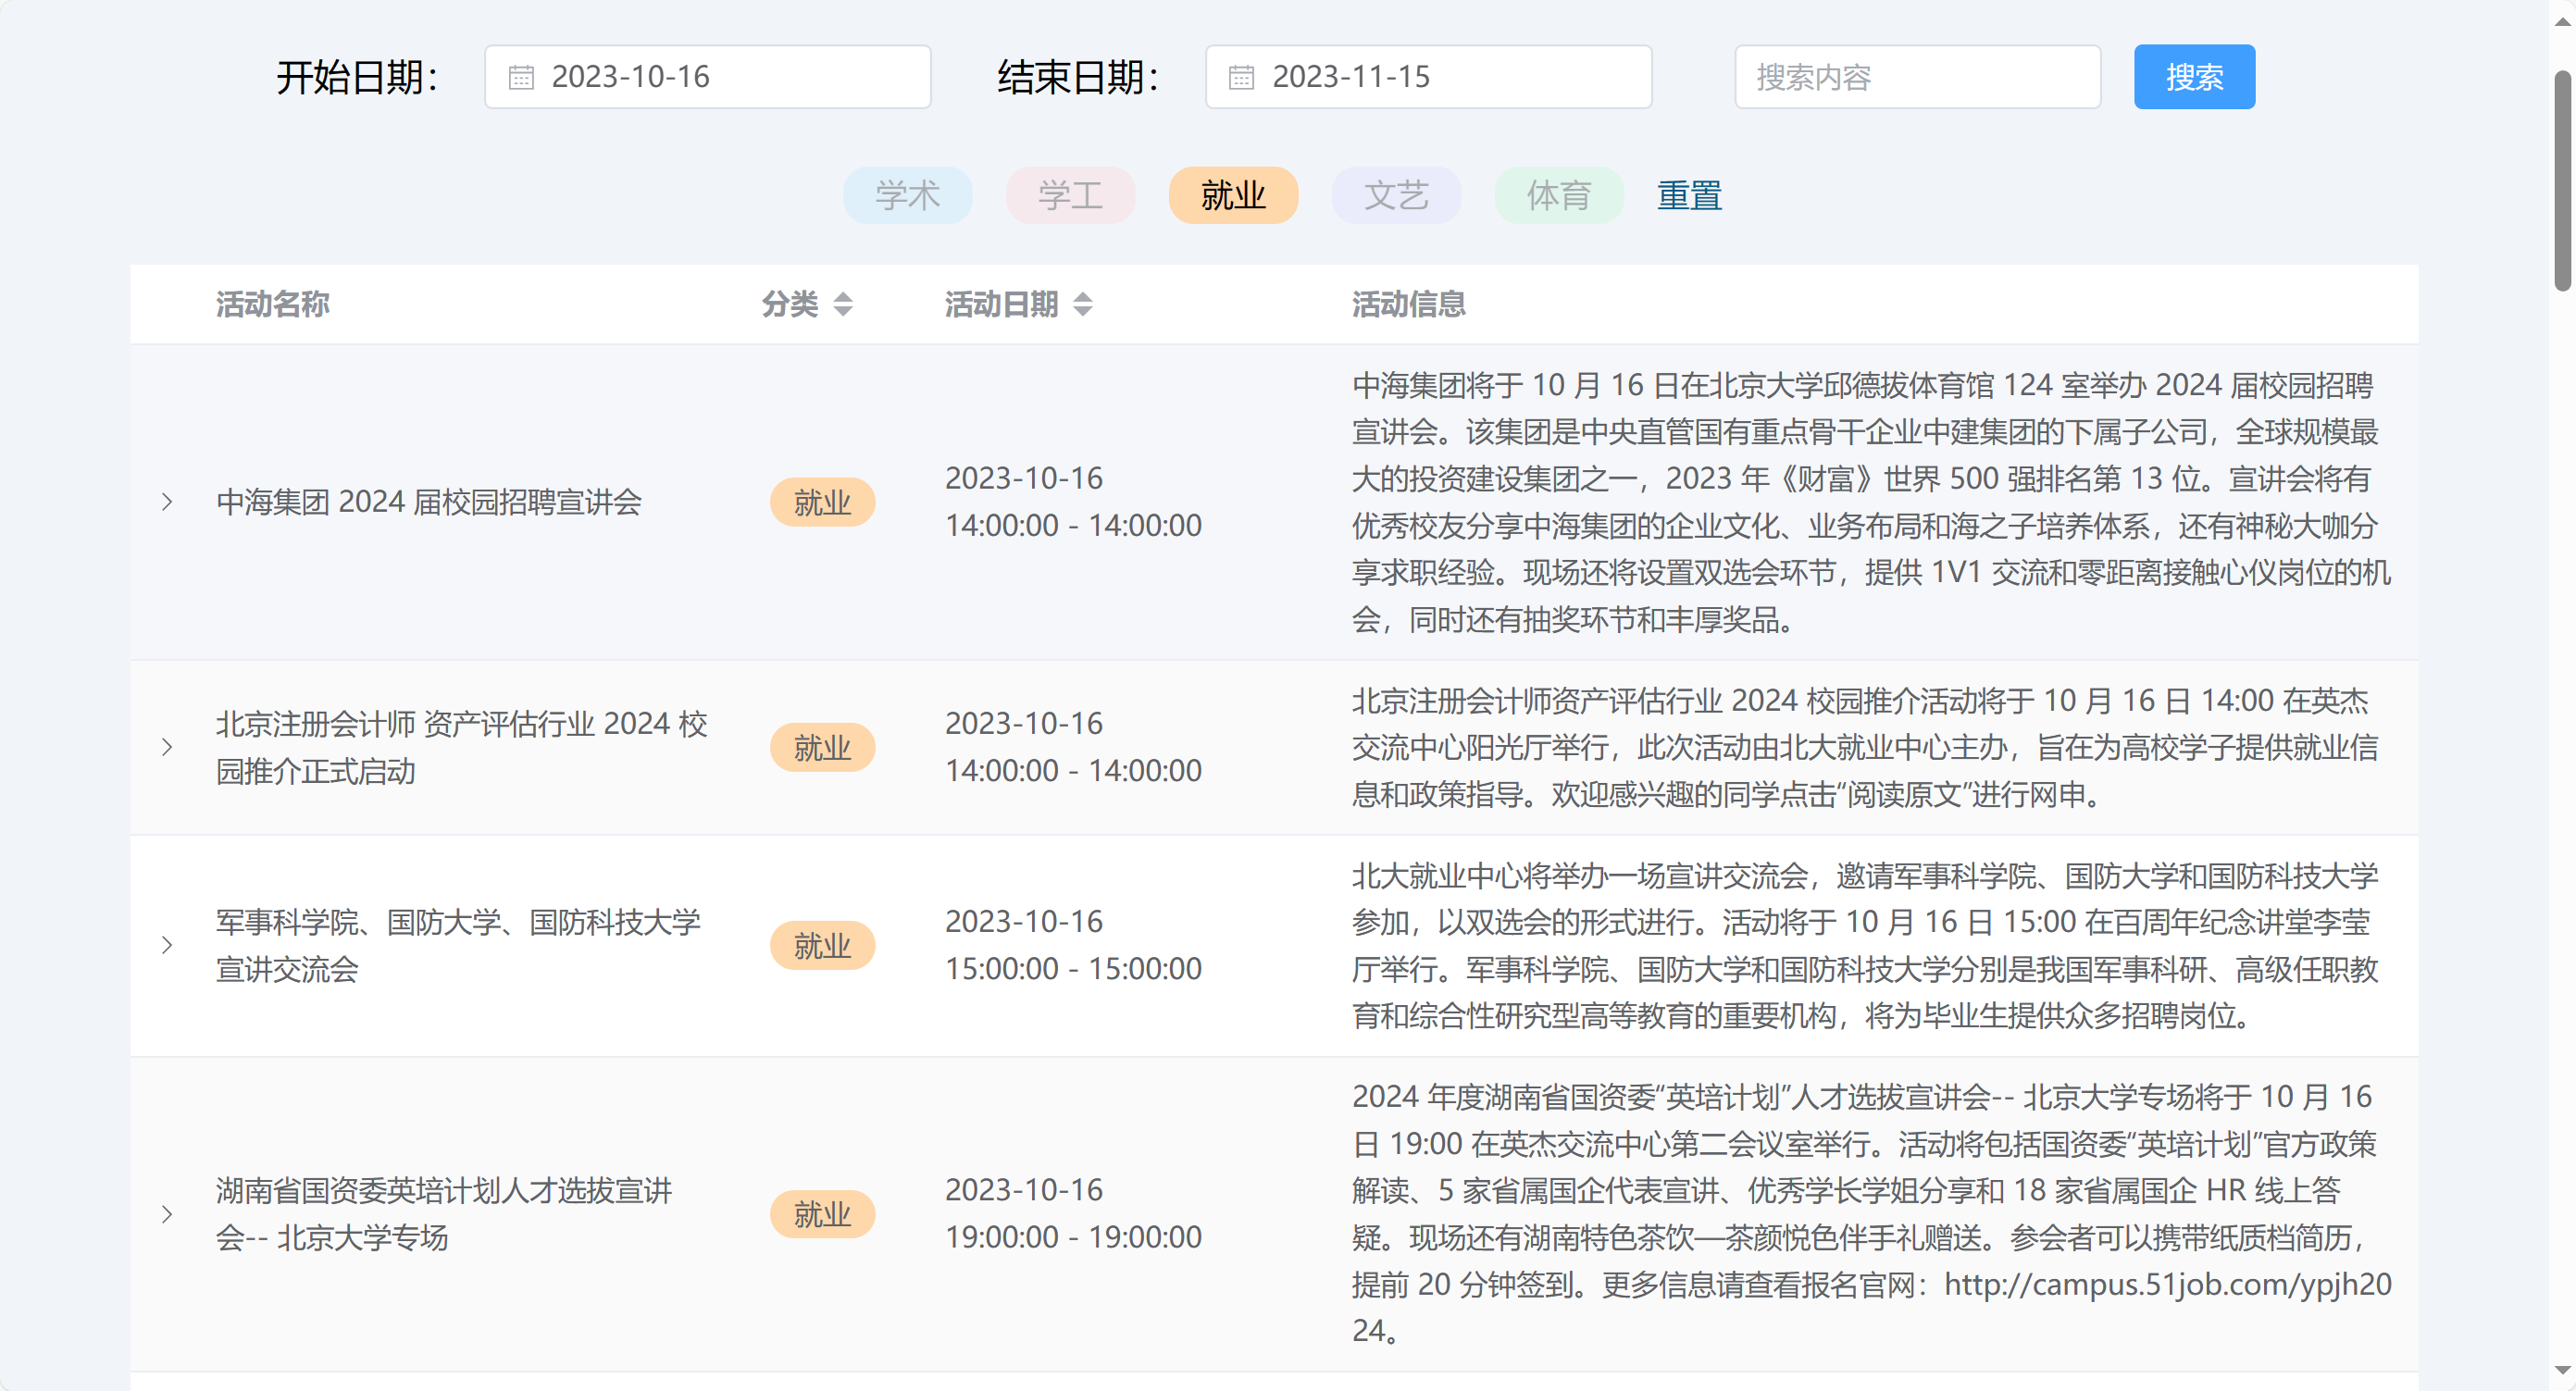 开始日期：
2023-10-16
结束日期：
2023-11-15
搜索内容
搜索
学术
学工
就业
文艺
体育
重置
活动名称
分类
活动日期
活动信息
中海集团 2024 届校园招聘宣讲会
就业
2023-10-16
14:00:00 - 14:00:00
中海集团将于 10 月 16 日在北京大学邱德拔体育馆 124 室举办 2024 届校园招聘
宣讲会。该集团是中央直管国有重点骨干企业中建集团的下属子公司，全球规模最
大的投资建设集团之一，2023 年《财富》世界 500 强排名第 13 位。宣讲会将有
优秀校友分享中海集团的企业文化、业务布局和海之子培养体系，还有神秘大咖分
享求职经验。现场还将设置双选会环节，提供 1V1 交流和零距离接触心仪岗位的机
会，同时还有抽奖环节和丰厚奖品。
北京注册会计师 资产评估行业 2024 校
园推介正式启动
就业
2023-10-16
14:00:00 - 14:00:00
北京注册会计师资产评估行业 2024 校园推介活动将于 10 月 16 日 14:00 在英杰
交流中心阳光厅举行，此次活动由北大就业中心主办，旨在为高校学子提供就业信
息和政策指导。欢迎感兴趣的同学点击“阅读原文”进行网申。
军事科学院、国防大学、国防科技大学
宣讲交流会
就业
2023-10-16
15:00:00 - 15:00:00
北大就业中心将举办一场宣讲交流会，邀请军事科学院、国防大学和国防科技大学
参加，以双选会的形式进行。活动将于 10 月 16 日 15:00 在百周年纪念讲堂李莹
厅举行。军事科学院、国防大学和国防科技大学分别是我国军事科研、高级任职教
育和综合性研究型高等教育的重要机构，将为毕业生提供众多招聘岗位。
湖南省国资委英培计划人才选拔宣讲
会-- 北京大学专场
就业
2023-10-16
19:00:00 - 19:00:00
2024 年度湖南省国资委“英培计划”人才选拔宣讲会-- 北京大学专场将于 10 月 16
日 19:00 在英杰交流中心第二会议室举行。活动将包括国资委“英培计划”官方政策
解读、5 家省属国企代表宣讲、优秀学长学姐分享和 18 家省属国企 HR 线上答
疑。现场还有湖南特色茶饮—茶颜悦色伴手礼赠送。参会者可以携带纸质档简历，
提前 20 分钟签到。更多信息请查看报名官网：http://campus.51job.com/ypjh20
24。